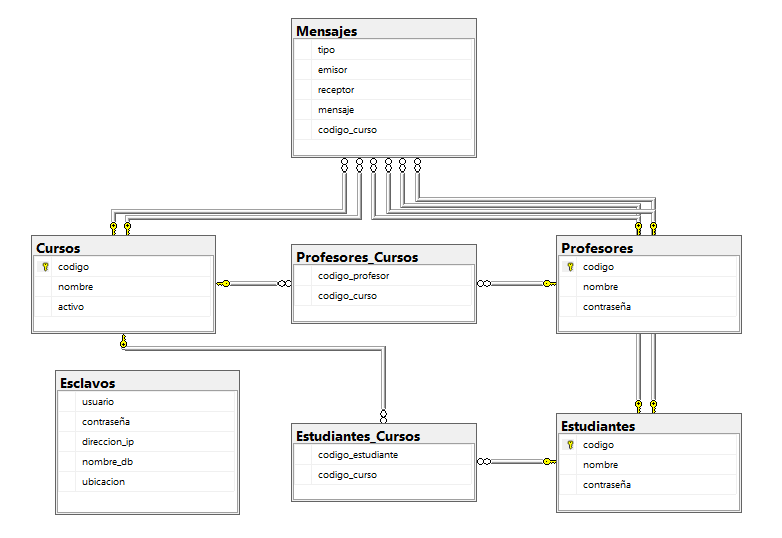 Mensajes
tipo
emisor
receptor
mensaje
codigo_curso
Cursos
codigo
nombre
activo
Profesores_Cursos
codigo_profesor
codigo_curso
Profesores
codigo
nombre
contraseña
Esclavos
usuario
contraseña
direccion_ip
nombre_db
ubicacion
Estudiantes_Cursos
codigo_estudiante
codigo_curso
Estudiantes
codigo
nombre
contraseña